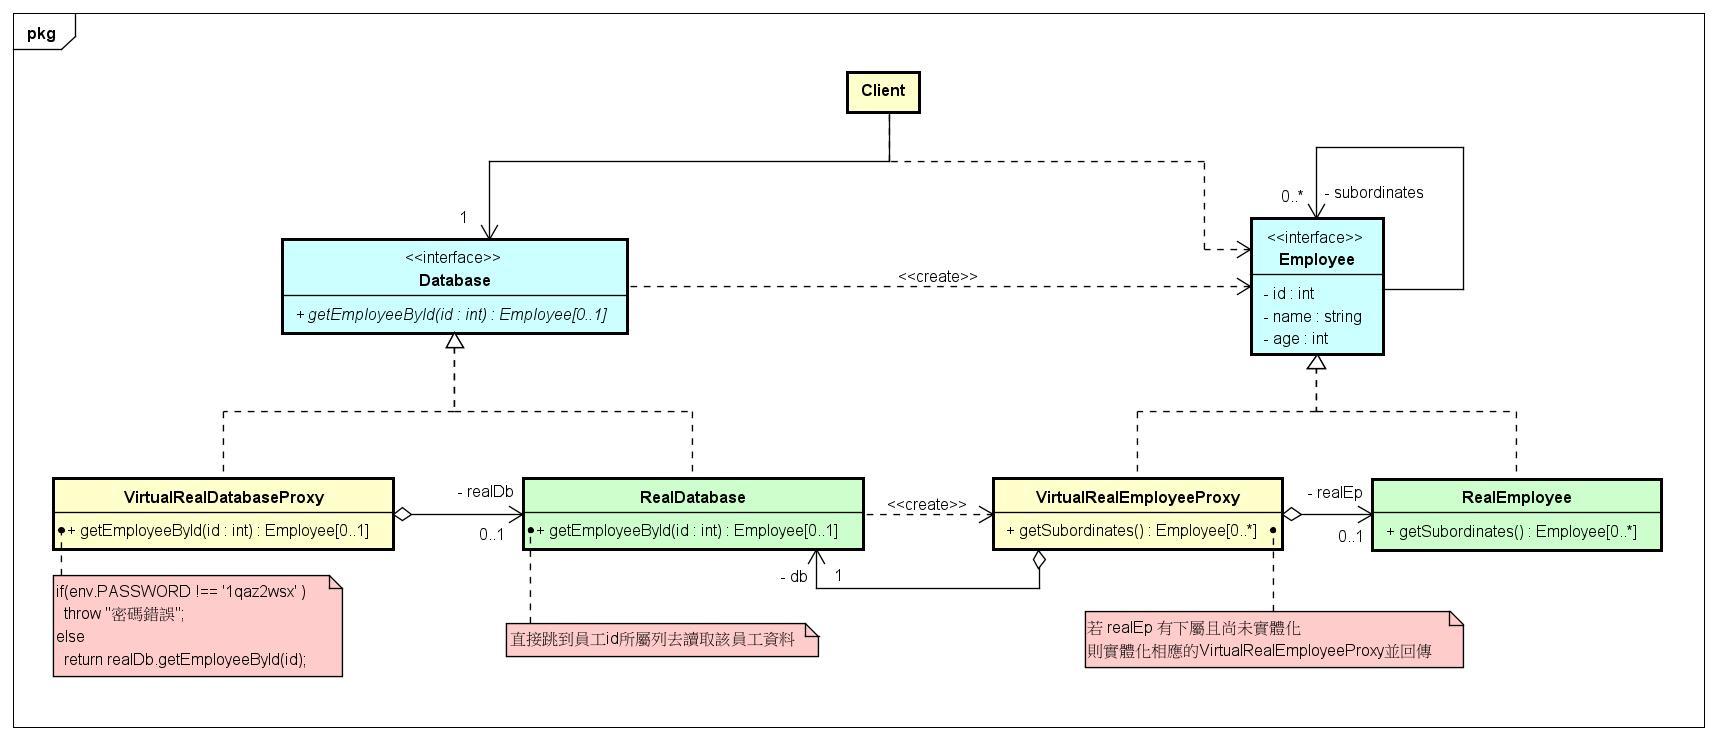 pkg
Client
1
<<interface>>
Database
+ getEmployeeById(id : int) : Employee[0..1]
<<create>>
0..*
- subordinates
<<interface>>
Employee
- id : int
- name : string
- age : int
VirtualRealDatabaseProxy
+ getEmployeeById(id : int) : Employee[0..1]
- realDb
0..1
RealDatabase
+ getEmployeeById(id : int) : Employee[0..1]
<<create>>
VirtualRealEmployeeProxy
+ getSubordinates() : Employee[0..*]
- realEp
0..1
RealEmployee
+ getSubordinates() : Employee[0..*]
- db
1
if(env.PASSWORD !== '1qaz2wsx' )
throw "密碼錯誤";
else
return realDb.getEmployeeById(id);
直接跳到員工id所屬列去讀取該員工資料
若 realEp 有下屬且尚未實體化
則實體化相應的VirtualRealEmployeeProxy並回傳